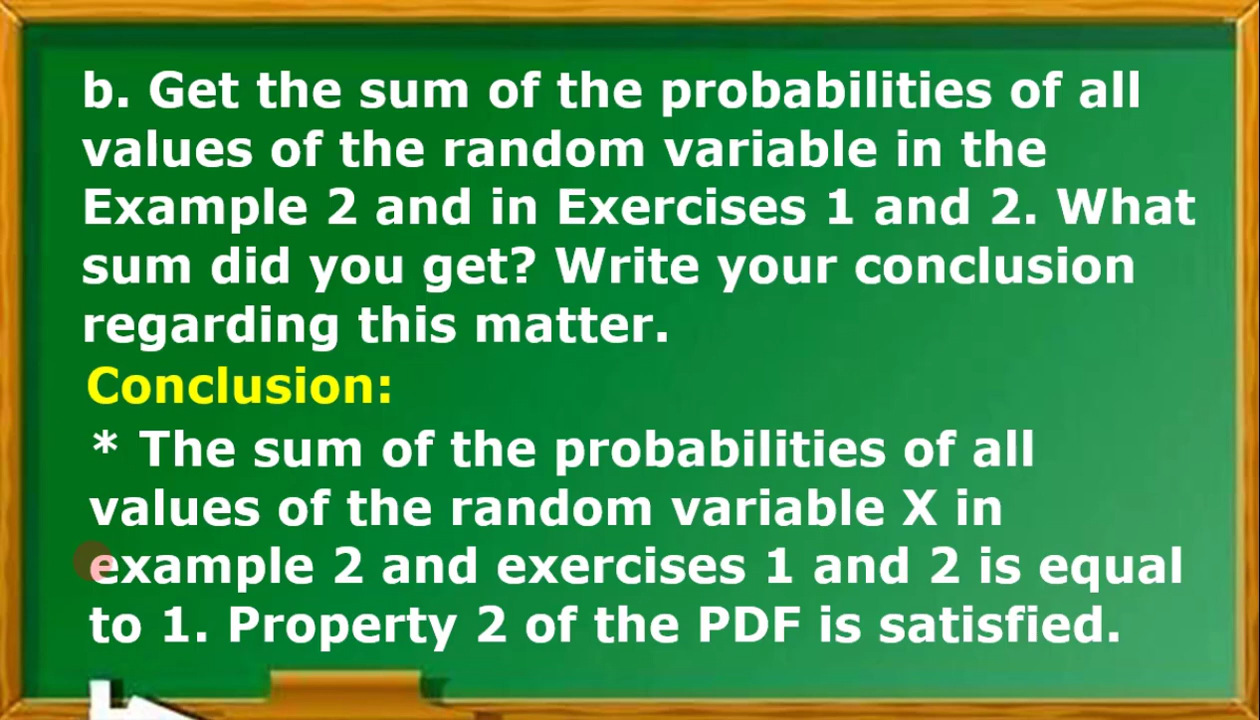 b. Get the sum of the probabilities of all
values of the random variable in the
Example 2 and in Exercises 1 and 2. What
sum did you get? Write your conclusion
regarding this matter.
Conclusion:
* The sum of the probabilities of all
values of the random variable X in
example 2 and exercises 1 and 2 is equal
to 1. Property 2 of the PDF is satisfied.